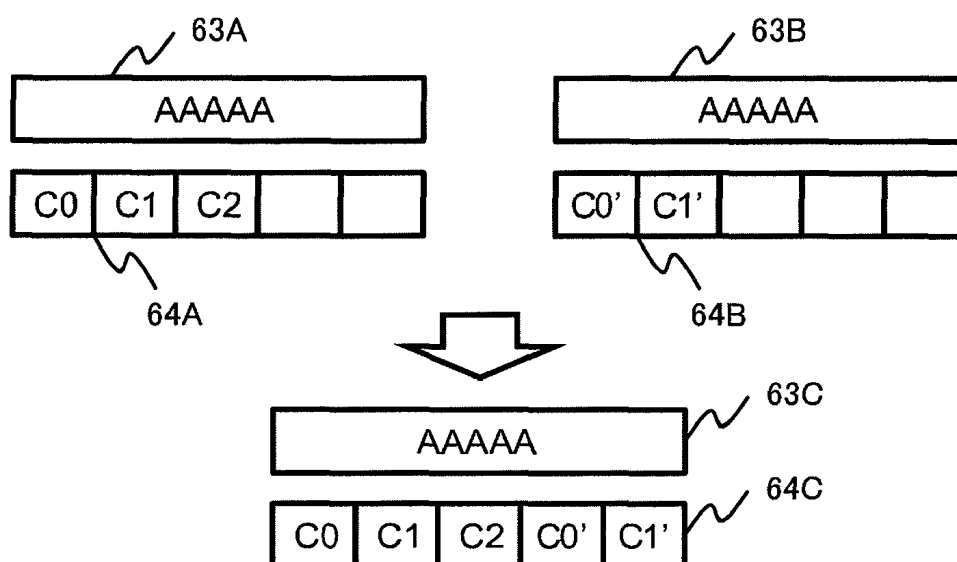 63A 63B
AAAAA AAAAA
C0 C1 C2 C0' C1'
64A 64B
63C
AAAAA
64C
C0 C1 C2 C0' C1'